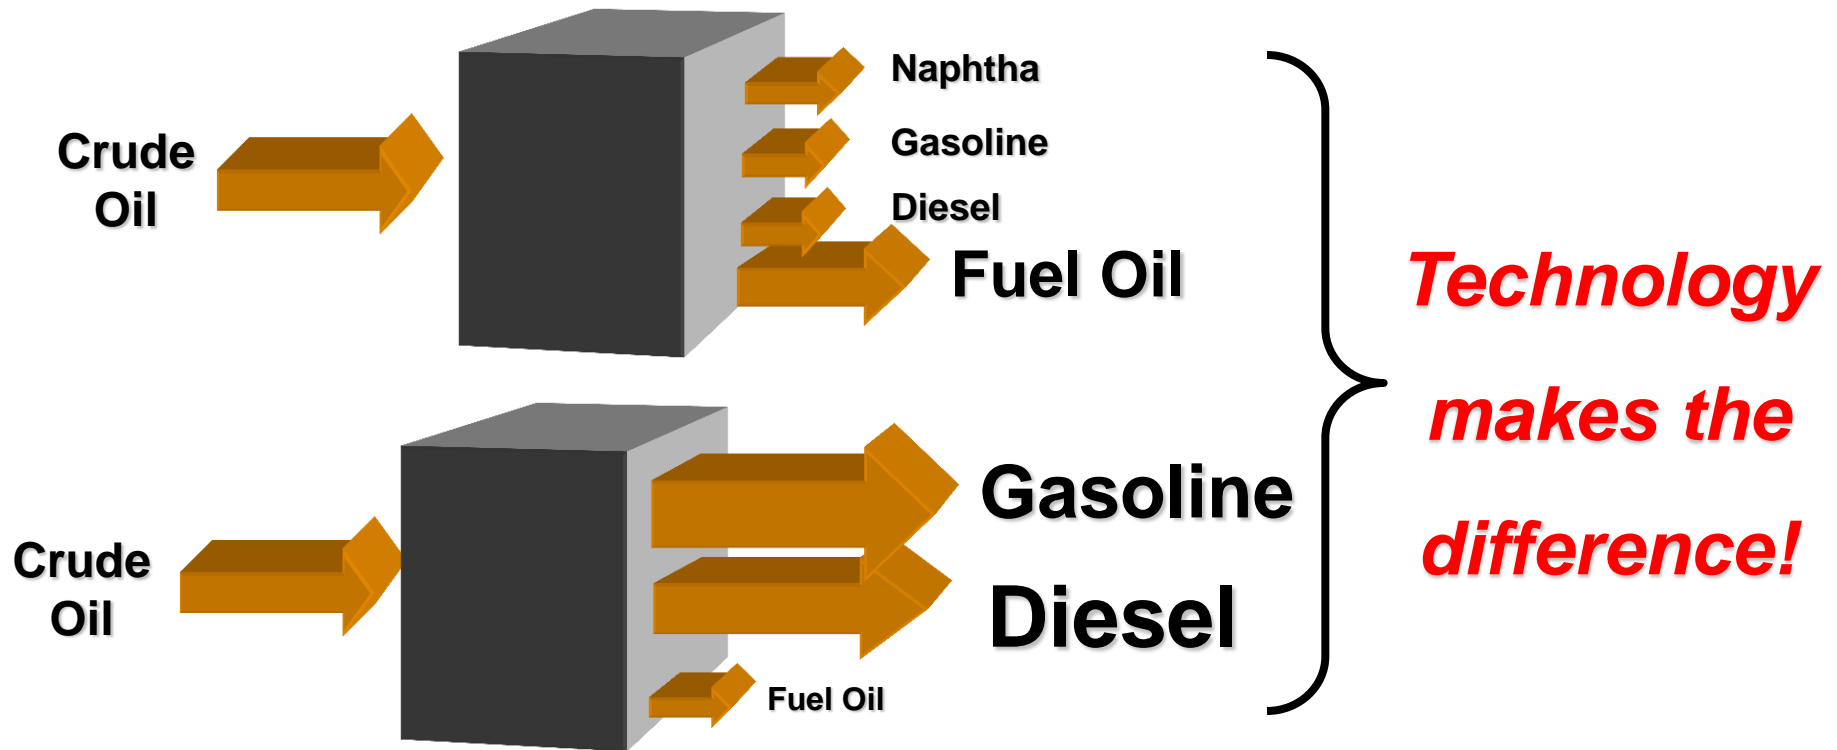 Crude
Oil
Naphtha
Gasoline
Diesel
Fuel Oil
Crude
Oil
Gasoline
Diesel
Fuel Oil
Technology
makes the
difference!